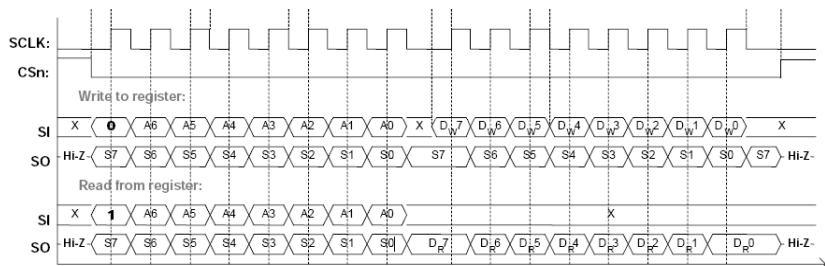 SCLK:
CSn:
Write to register:
SI X 0 A6 A5 A4 A3 A2 A1 A0 X DW7 DW6 DW5 DW4 DW3 DW2 DW1 DW0 X
SO Hi-Z S7 S6 S5 S4 S3 S2 S1 S0 S7 S6 S5 S4 S3 S2 S1 S0 S7 Hi-Z
Read from register:
SI X 1 A6 A5 A4 A3 A2 A1 A0 X
SO Hi-Z S7 S6 S5 S4 S3 S2 S1 S0 DR7 DR6 DR5 DR4 DR3 DR2 DR1 DR0 Hi-Z